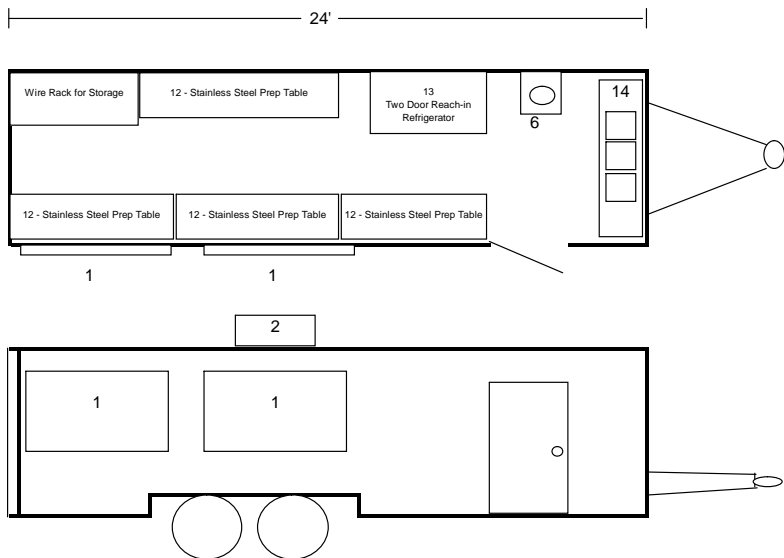 24'
Wire Rack for Storage
12 - Stainless Steel Prep Table
13
Two Door Reach-in
Refrigerator
6
14
12 - Stainless Steel Prep Table
12 - Stainless Steel Prep Table
12 - Stainless Steel Prep Table
1
1
2
1
1